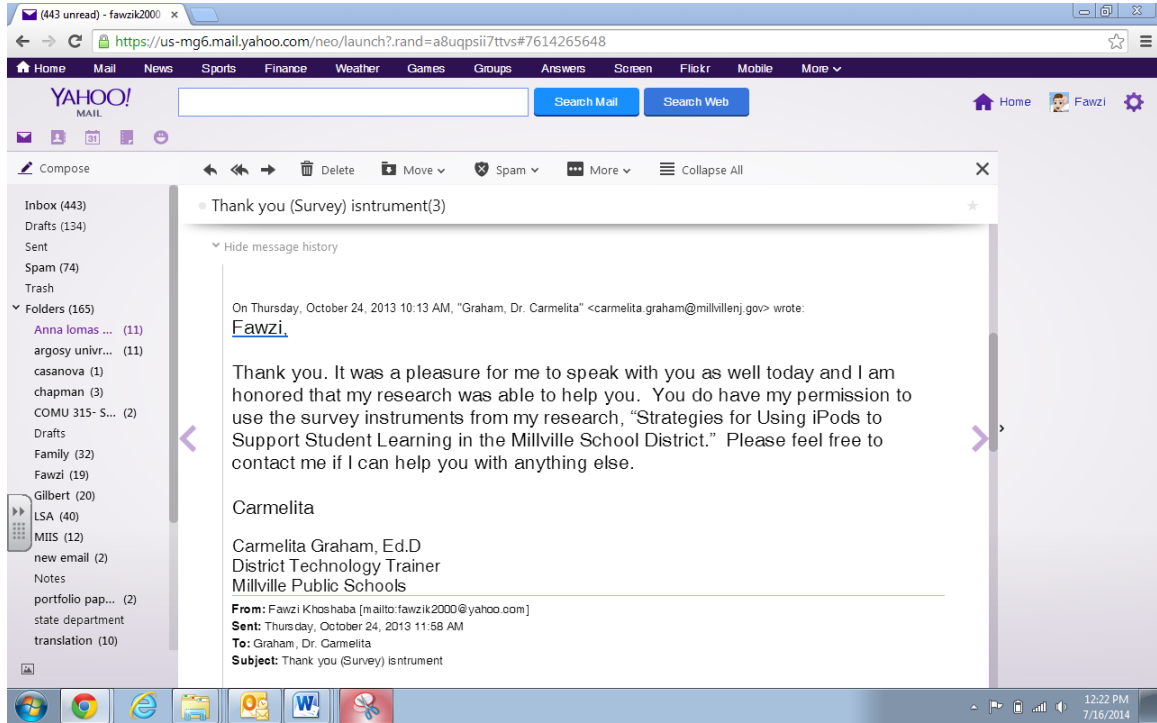 (443 unread) - fawzik2000
https://us-mg6.mail.yahoo.com/neo/launch?.rand=a8uqpsii7ttvs#7614265648
Home Mail News Sports Finance Weather Games Groups Answers Screen Flickr Mobile More
YAHOO!
MAIL
Search Mail Search Web Home Fawzi
31
Compose Delete Move Spam More Collapse All
Inbox (443)
Thank you (Survey) isntrument(3)
Drafts (134)
Sent
Hide message history
Spam (74)
Trash
Folders (165)
Anna lomas ... (11)
argosy univr... (11)
casanova (1)
chapman (3)
COMU 315- S... (2)
Drafts
Family (32)
Fawzi (19)
Gilbert (20)
LSA (40)
MIIS (12)
new email (2)
Notes
portfolio pap... (2)
state department
translation (10)
On Thursday, October 24, 2013 10:13 AM, "Graham, Dr. Carmelita" <carmelita.graham@millvillenj.gov> wrote:
Fawzi,
Thank you. It was a pleasure for me to speak with you as well today and I am
honored that my research was able to help you. You do have my permission to
use the survey instruments from my research, “Strategies for Using iPods to
Support Student Learning in the Millville School District.” Please feel free to
contact me if I can help you with anything else.
Carmelita
Carmelita Graham, Ed.D
District Technology Trainer
Millville Public Schools
From: Fawzi Khoshaba [mailto:fawzik2000@yahoo.com]
Sent: Thursday, October 24, 2013 11:58 AM
To: Graham, Dr. Carmelita
Subject: Thank you (Survey) isntrument
12:22 PM
7/16/2014